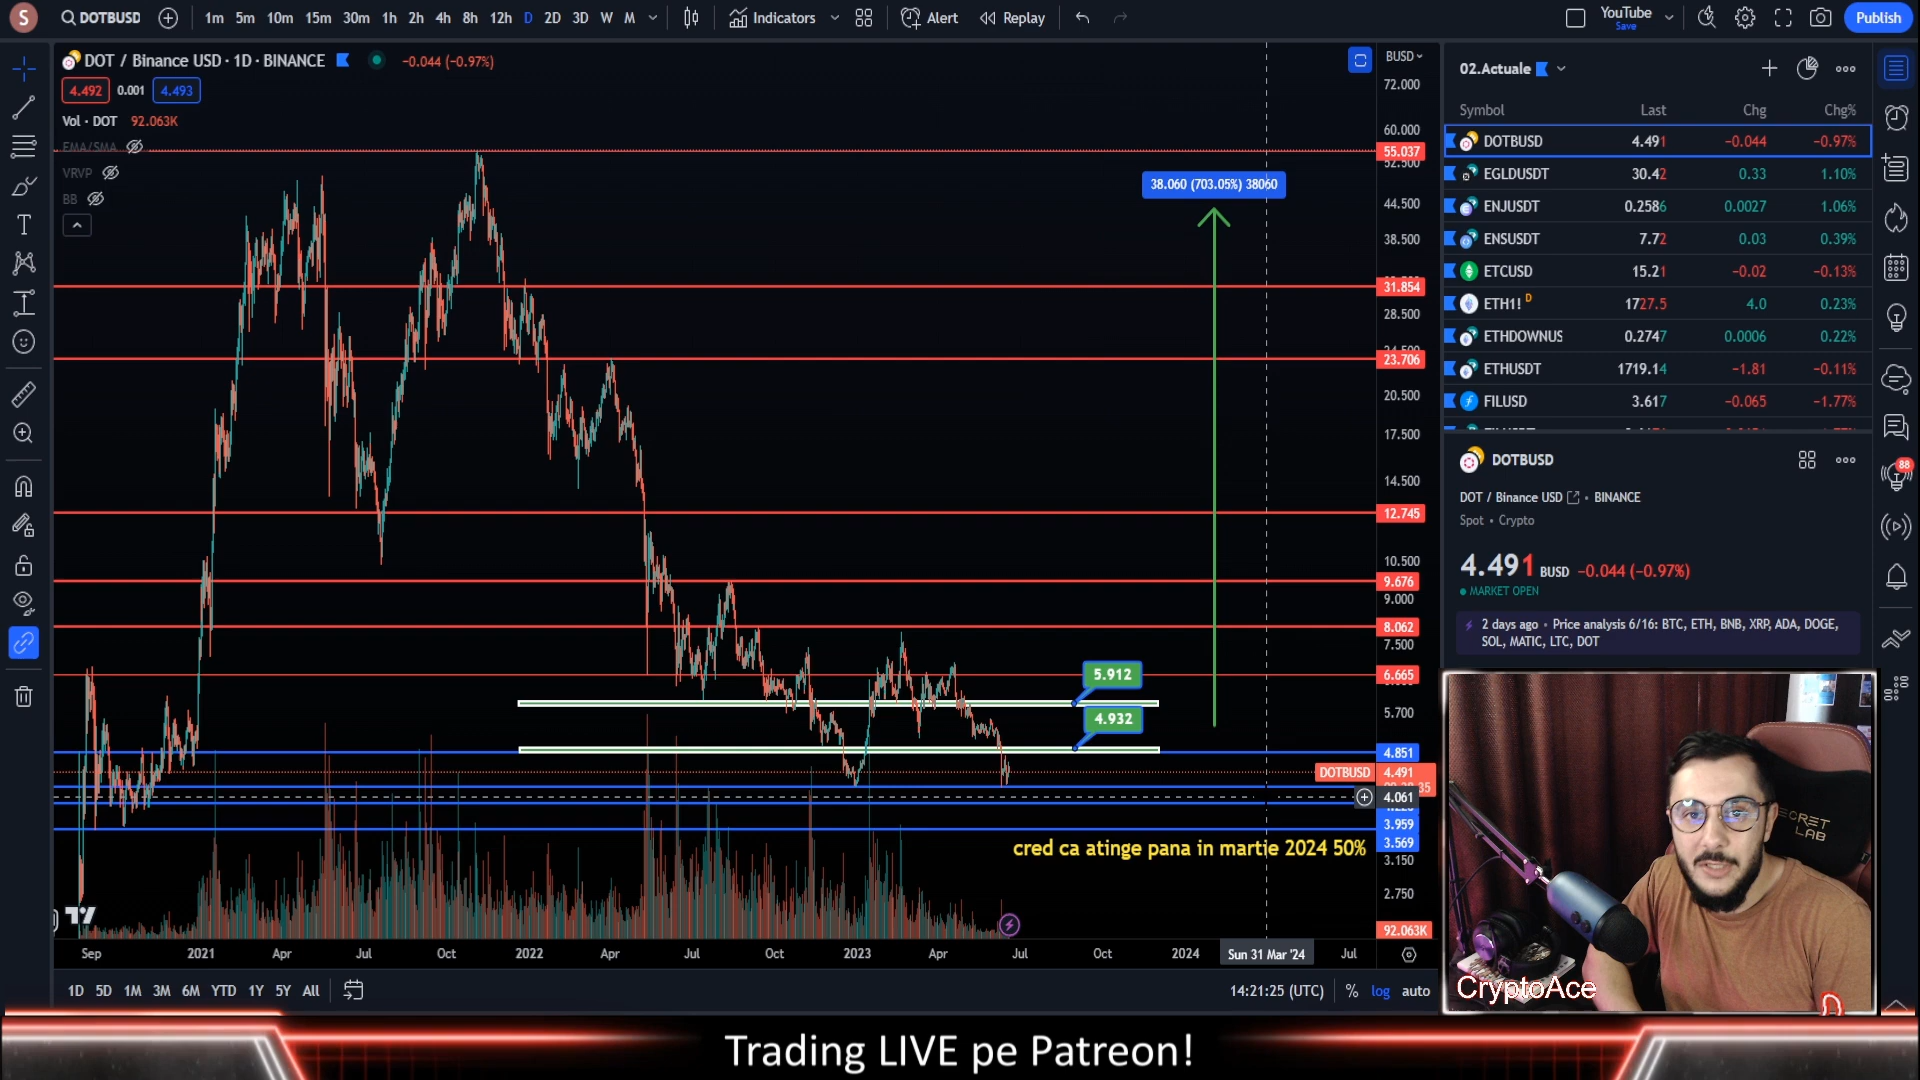 S
DOTBUSD
1m 5m 10m 15m 30m 1h 2h 4h 8h 12h D 2D 3D W M
Indicators
Alert
Replay
YouTube
Save
Publish
DOT / Binance USD · 1D · BINANCE
-0.044 (-0.97%)
4.492 0.001 4.493
Vol · DOT 92.063K
EMA/SMA
VRVP
BB
BUSD
72.000
60.000
55.037
52.500
44.500
38.500
31.854
28.500
23.706
20.500
17.500
14.500
12.745
10.500
9.676
9.000
8.062
7.500
6.665
5.700
4.851
DOTBUSD 4.491
4.061
3.959
3.569
3.150
2.750
92.063K
38.060 (703.05%) 38060
5.912
4.932
cred ca atinge pana in martie 2024 50%
Sep 2021 Apr Jul Oct 2022 Apr Jul Oct 2023 Apr Jul Oct 2024 Sun 31 Mar '24 Jul
1D 5D 1M 3M 6M YTD 1Y 5Y All
14:21:25 (UTC) % log auto
02.Actuale
Symbol Last Chg Chg%
DOTBUSD 4.491 -0.044 -0.97%
EGLDUSDT 30.42 0.33 1.10%
ENJUSDT 0.2586 0.0027 1.06%
ENSUSDT 7.72 0.03 0.39%
ETCUSD 15.21 -0.02 -0.13%
ETH1! D 1727.5 4.0 0.23%
ETHDOWNUS 0.2747 0.0006 0.22%
ETHUSDT 1719.14 -1.81 -0.11%
FILUSD 3.617 -0.065 -1.77%
DOTBUSD
DOT / Binance USD · BINANCE
Spot · Crypto
4.491 BUSD -0.044 (-0.97%)
MARKET OPEN
2 days ago · Price analysis 6/16: BTC, ETH, BNB, XRP, ADA, DOGE,
SOL, MATIC, LTC, DOT
88
SECRET
LAB
CryptoAce
Trading LIVE pe Patreon!